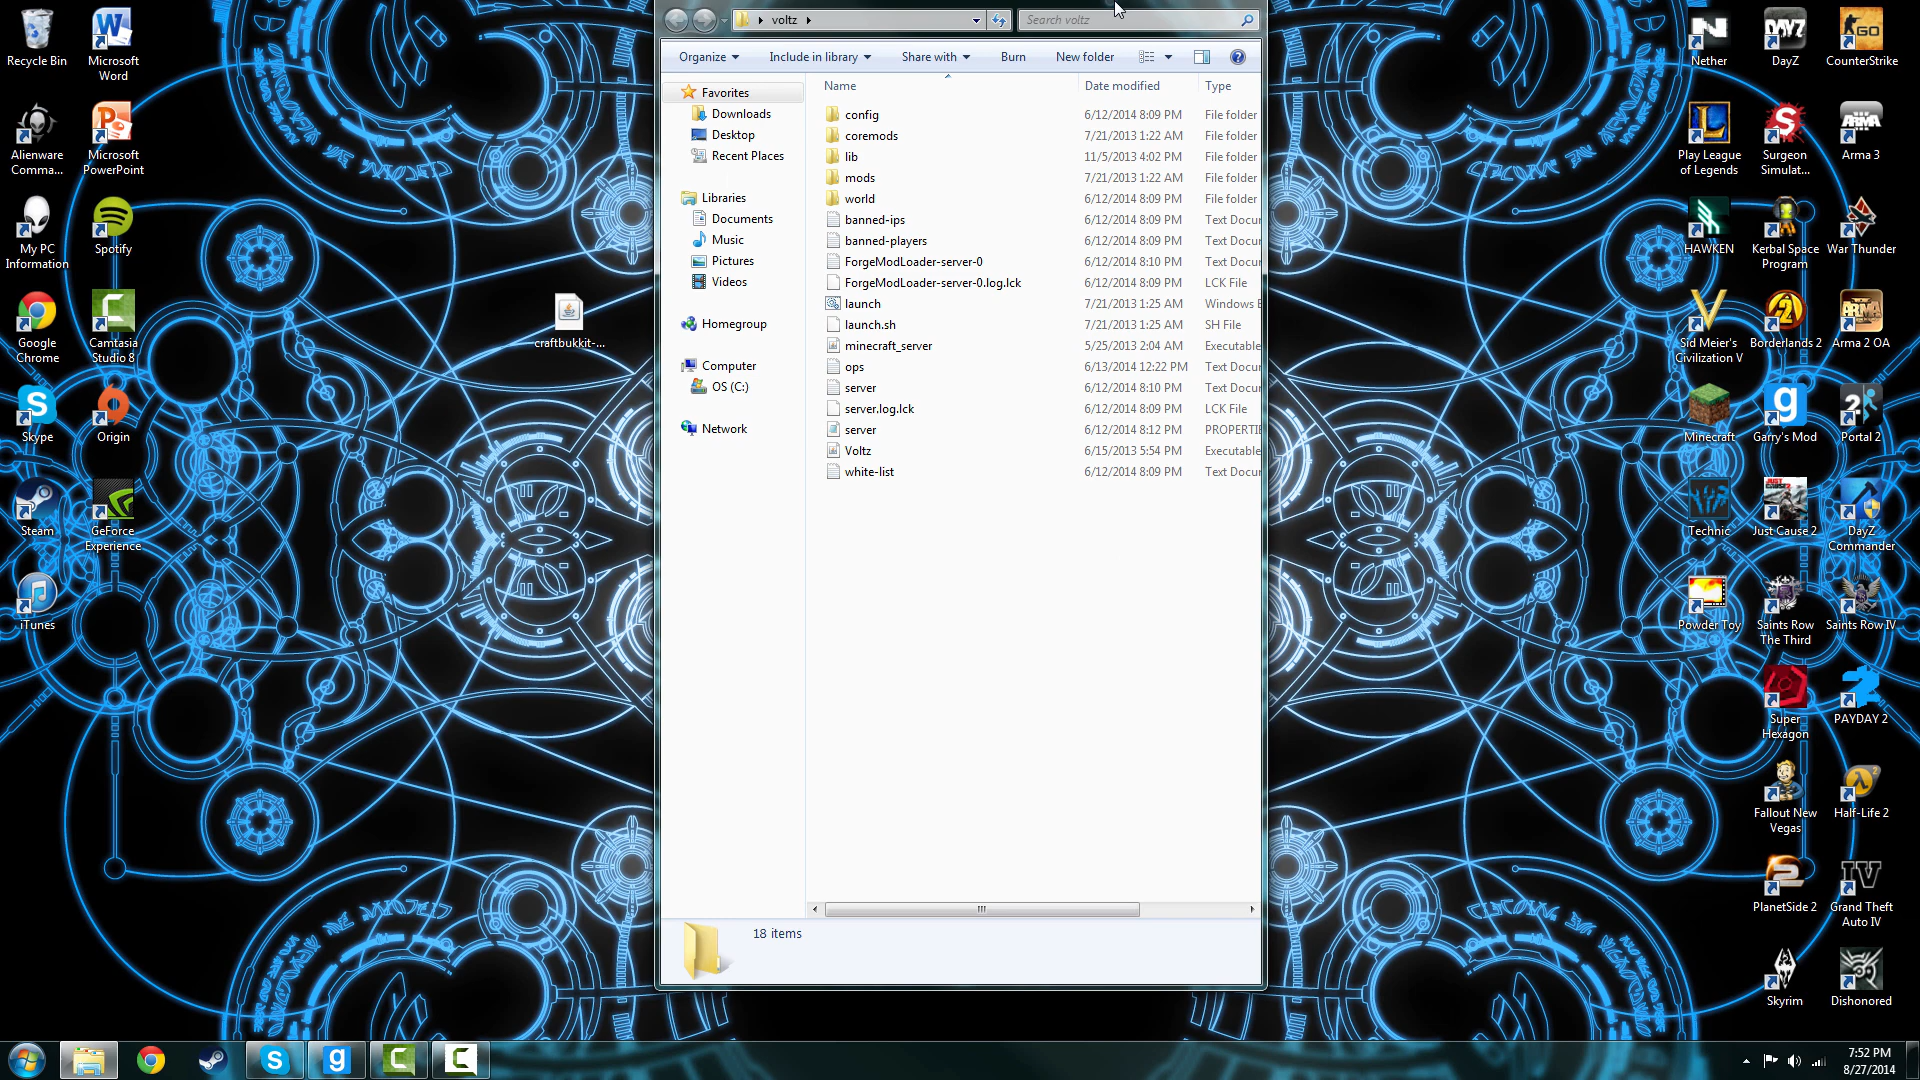 Recycle Bin
Microsoft
Word
Alienware
Comma...
Microsoft
PowerPoint
My PC
Information
Spotify
Google
Chrome
Camtasia
Studio 8
Skype
Origin
Steam
GeForce
Experience
iTunes
craftbukkit-...
voltz
Search voltz
Organize
Include in library
Share with
Burn
New folder
Favorites
Downloads
Desktop
Recent Places
Libraries
Documents
Music
Pictures
Videos
Homegroup
Computer
OS (C:)
Network
Name Date modified Type
config 6/12/2014 8:09 PM File folder
coremods 7/21/2013 1:22 AM File folder
lib 11/5/2013 4:02 PM File folder
mods 7/21/2013 1:22 AM File folder
world 6/12/2014 8:09 PM File folder
banned-ips 6/12/2014 8:09 PM Text Docu
banned-players 6/12/2014 8:09 PM Text Docu
ForgeModLoader-server-0 6/12/2014 8:10 PM Text Docu
ForgeModLoader-server-0.log.lck 6/12/2014 8:09 PM LCK File
launch 7/21/2013 1:25 AM Windows B
launch.sh 7/21/2013 1:25 AM SH File
minecraft_server 5/25/2013 2:04 AM Executable
ops 6/13/2014 12:22 PM Text Docu
server 6/12/2014 8:10 PM Text Docu
server.log.lck 6/12/2014 8:09 PM LCK File
server 6/12/2014 8:12 PM PROPERTI
Voltz 6/15/2013 5:54 PM Executable
white-list 6/12/2014 8:09 PM Text Docu
18 items
Nether
DayZ
CounterStrike
Play League
of Legends
Surgeon
Simulat...
Arma 3
HAWKEN
Kerbal Space
Program
War Thunder
Sid Meier's
Civilization V
Borderlands 2
Arma 2 OA
Minecraft
Garry's Mod
Portal 2
Technic
Just Cause 2
DayZ
Commander
Powder Toy
Saints Row
The Third
Saints Row IV
Super
Hexagon
PAYDAY 2
Fallout New
Vegas
Half-Life 2
PlanetSide 2
Grand Theft
Auto IV
Skyrim
Dishonored
7:52 PM
8/27/2014